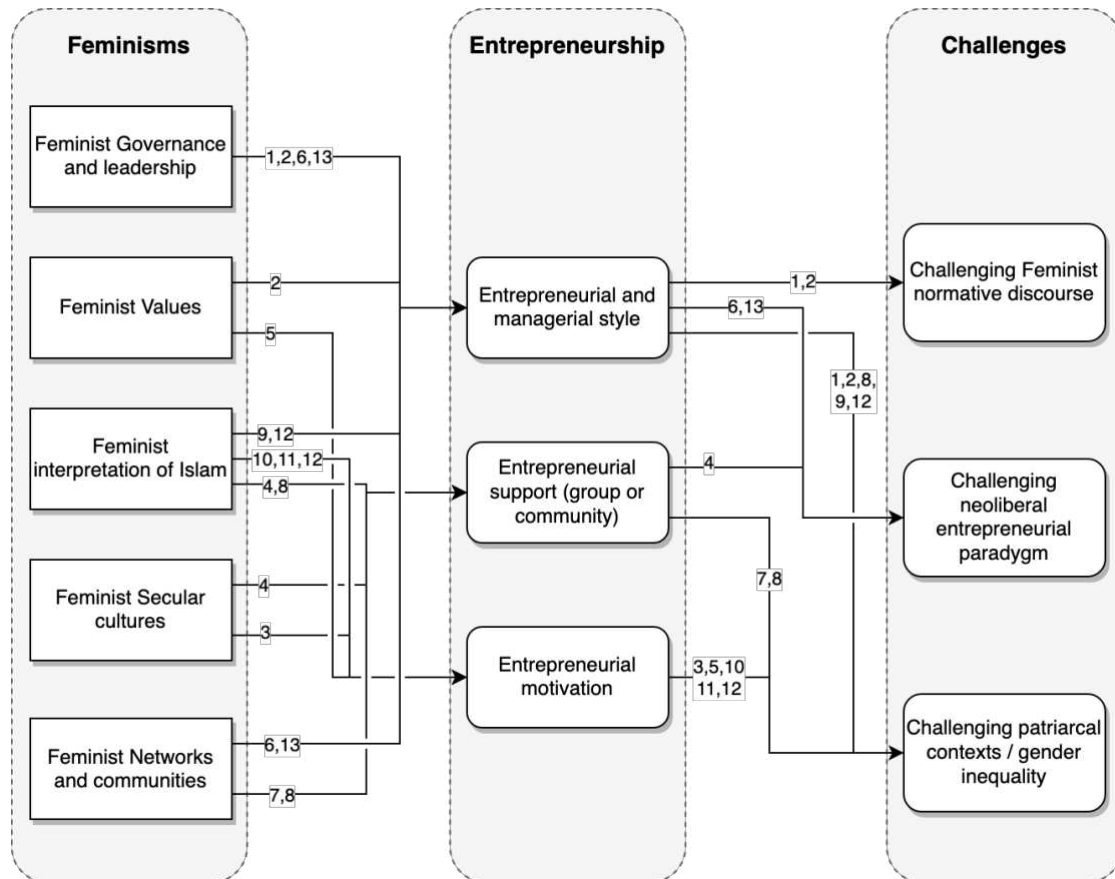 Feminisms
Feminist Governance
and leadership
Feminist Values
Feminist
interpretation of Islam
Feminist Secular
cultures
Feminist Networks
and communities
1,2,6,13
2
5
9,12
10,11,12
4,8
4
3
6,13
7,8
Entrepreneurship
Entrepreneurial and
managerial style
Entrepreneurial
support (group or
community)
Entrepreneurial
motivation
1,2
6,13
1,2,8,
9,12
4
7,8
3,5,10
11,12
Challenges
Challenging Feminist
normative discourse
Challenging
neoliberal
entrepreneurial
paradygm
Challenging patriarcal
contexts / gender
inequality